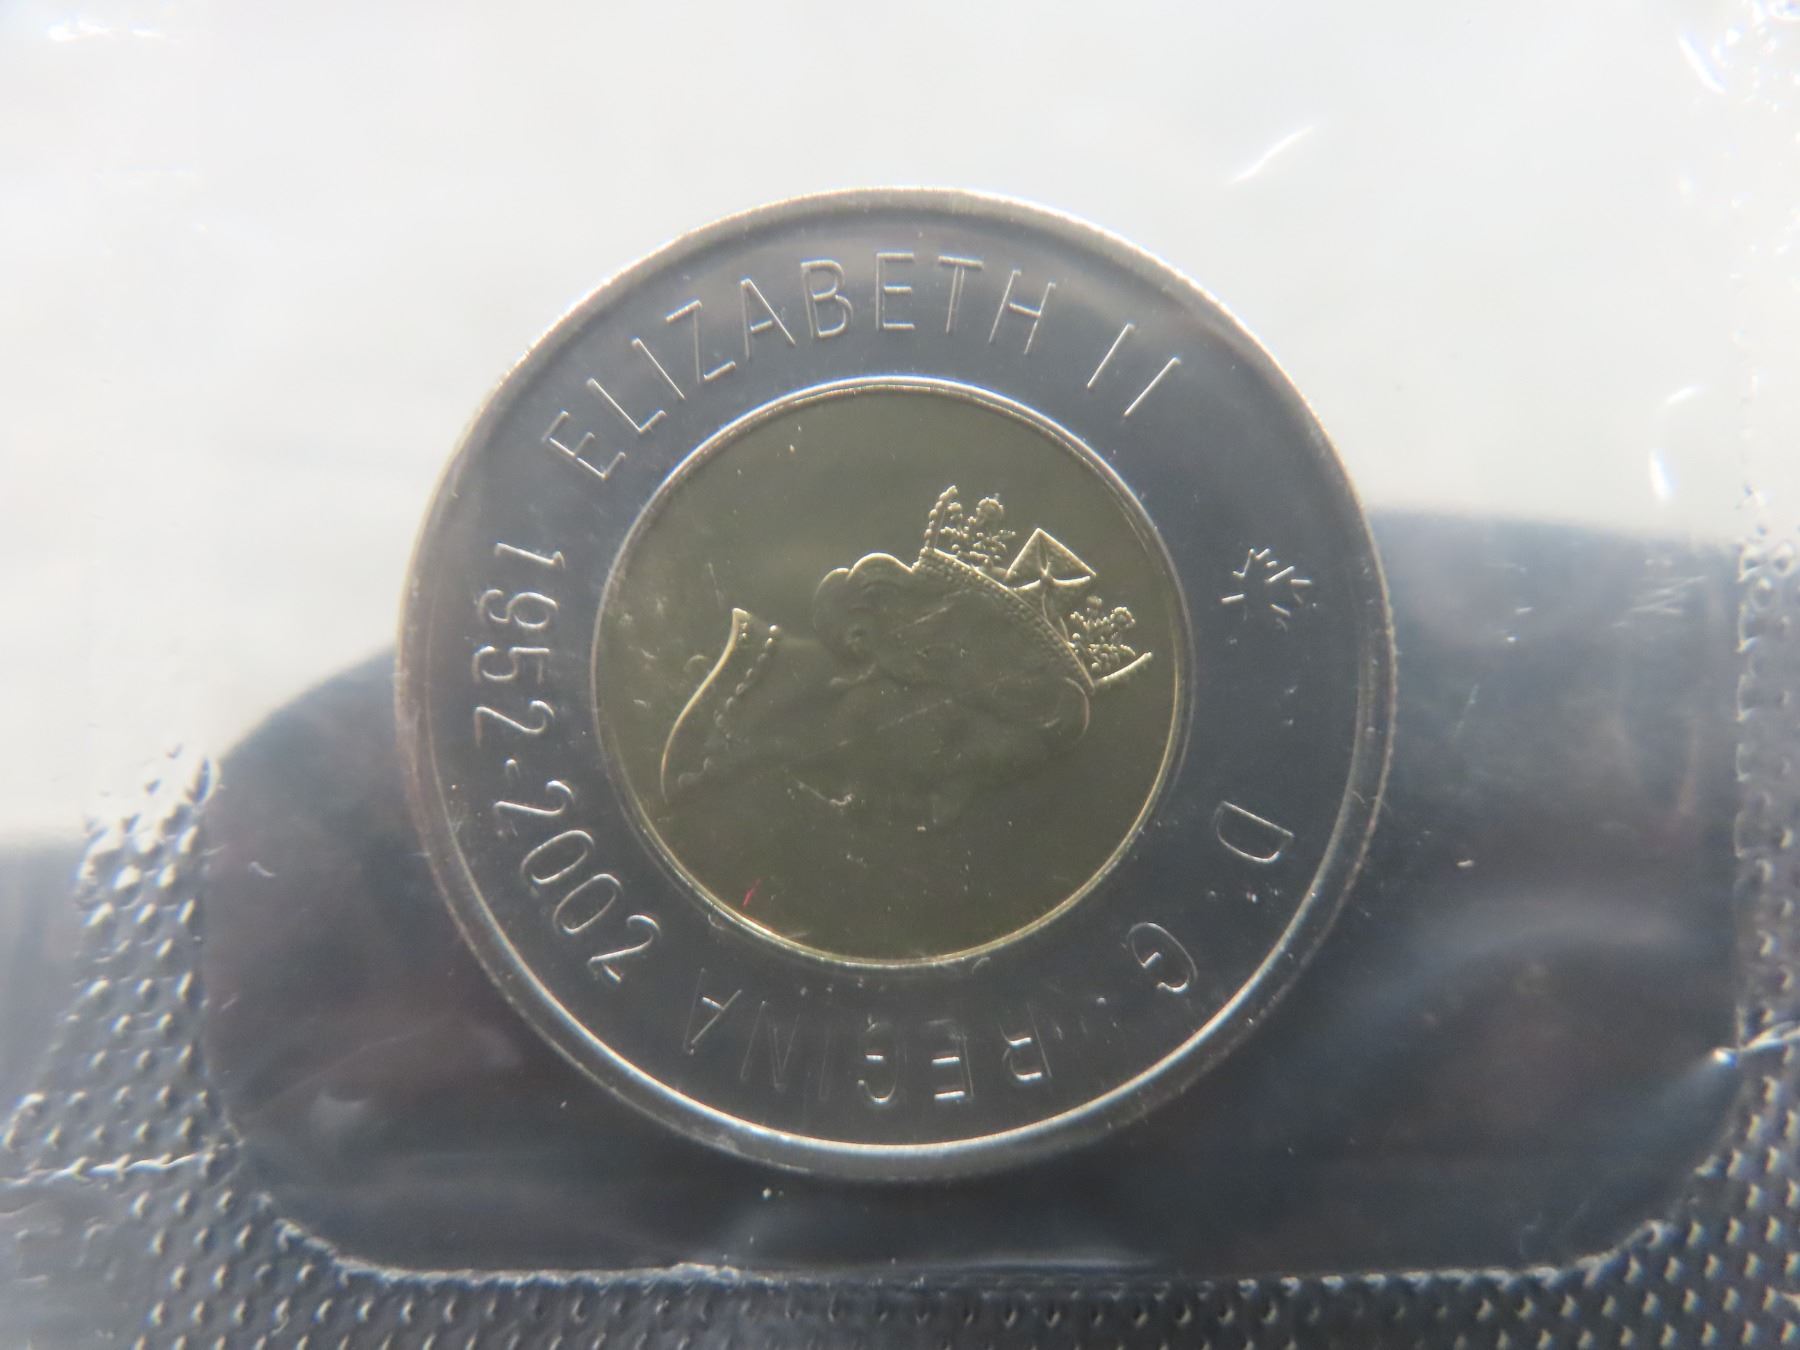 ELIZABETH II
D·G·REGINA
1952-2002